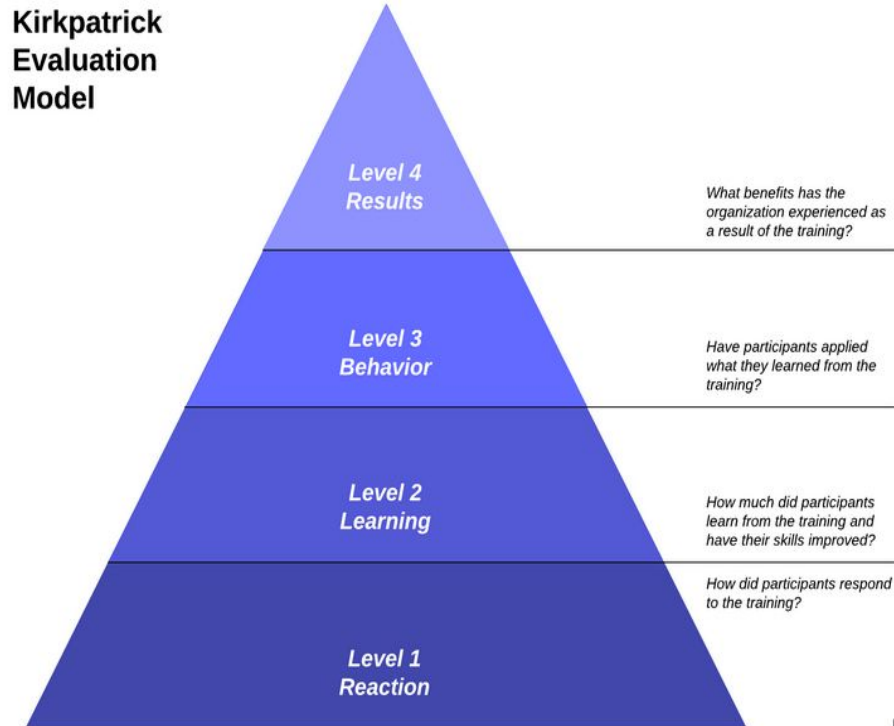 Kirkpatrick
Evaluation
Model
Level 4
Results
What benefits has the
organization experienced as
a result of the training?
Level 3
Behavior
Have participants applied
what they learned from the
training?
Level 2
Learning
How much did participants
learn from the training and
have their skills improved?
How did participants respond
to the training?
Level 1
Reaction